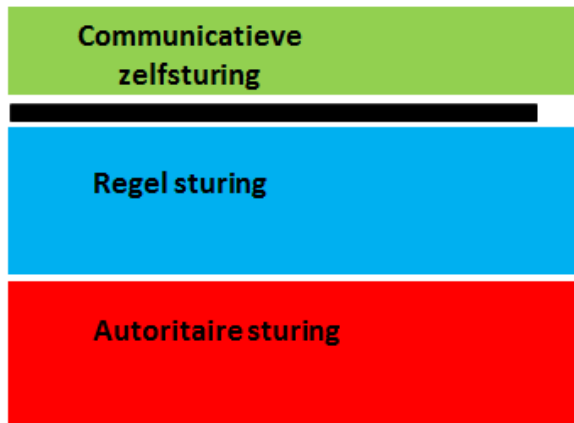 Communicatieve
zelfsturing
Regel sturing
Autoritaire sturing